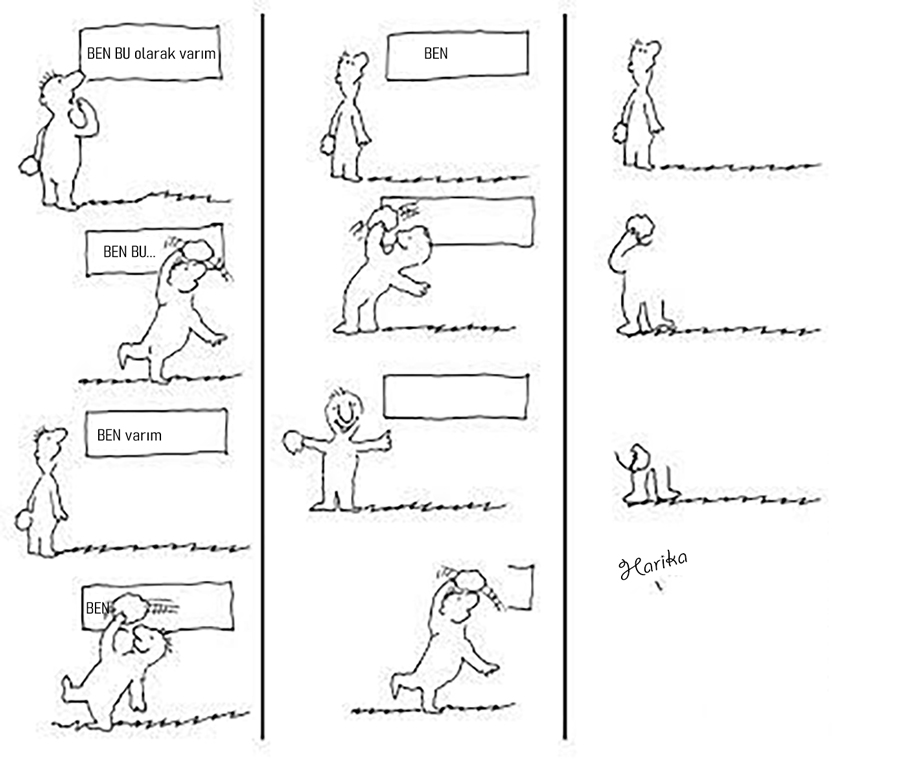 BEN BU olarak varım
BEN BU...
BEN varım
BEN
BEN
Harika